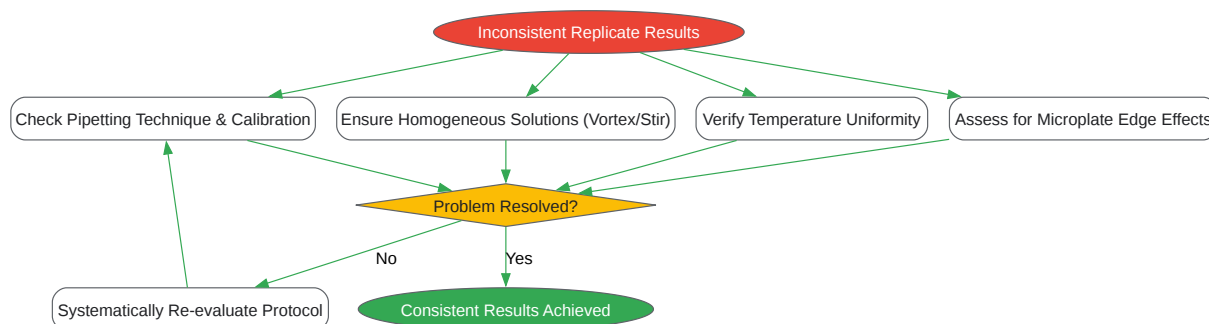 Inconsistent Replicate Results
Check Pipetting Technique & Calibration
Ensure Homogeneous Solutions (Vortex/Stir)
Verify Temperature Uniformity
Assess for Microplate Edge Effects
Problem Resolved?
No
Yes
Systematically Re-evaluate Protocol
Consistent Results Achieved